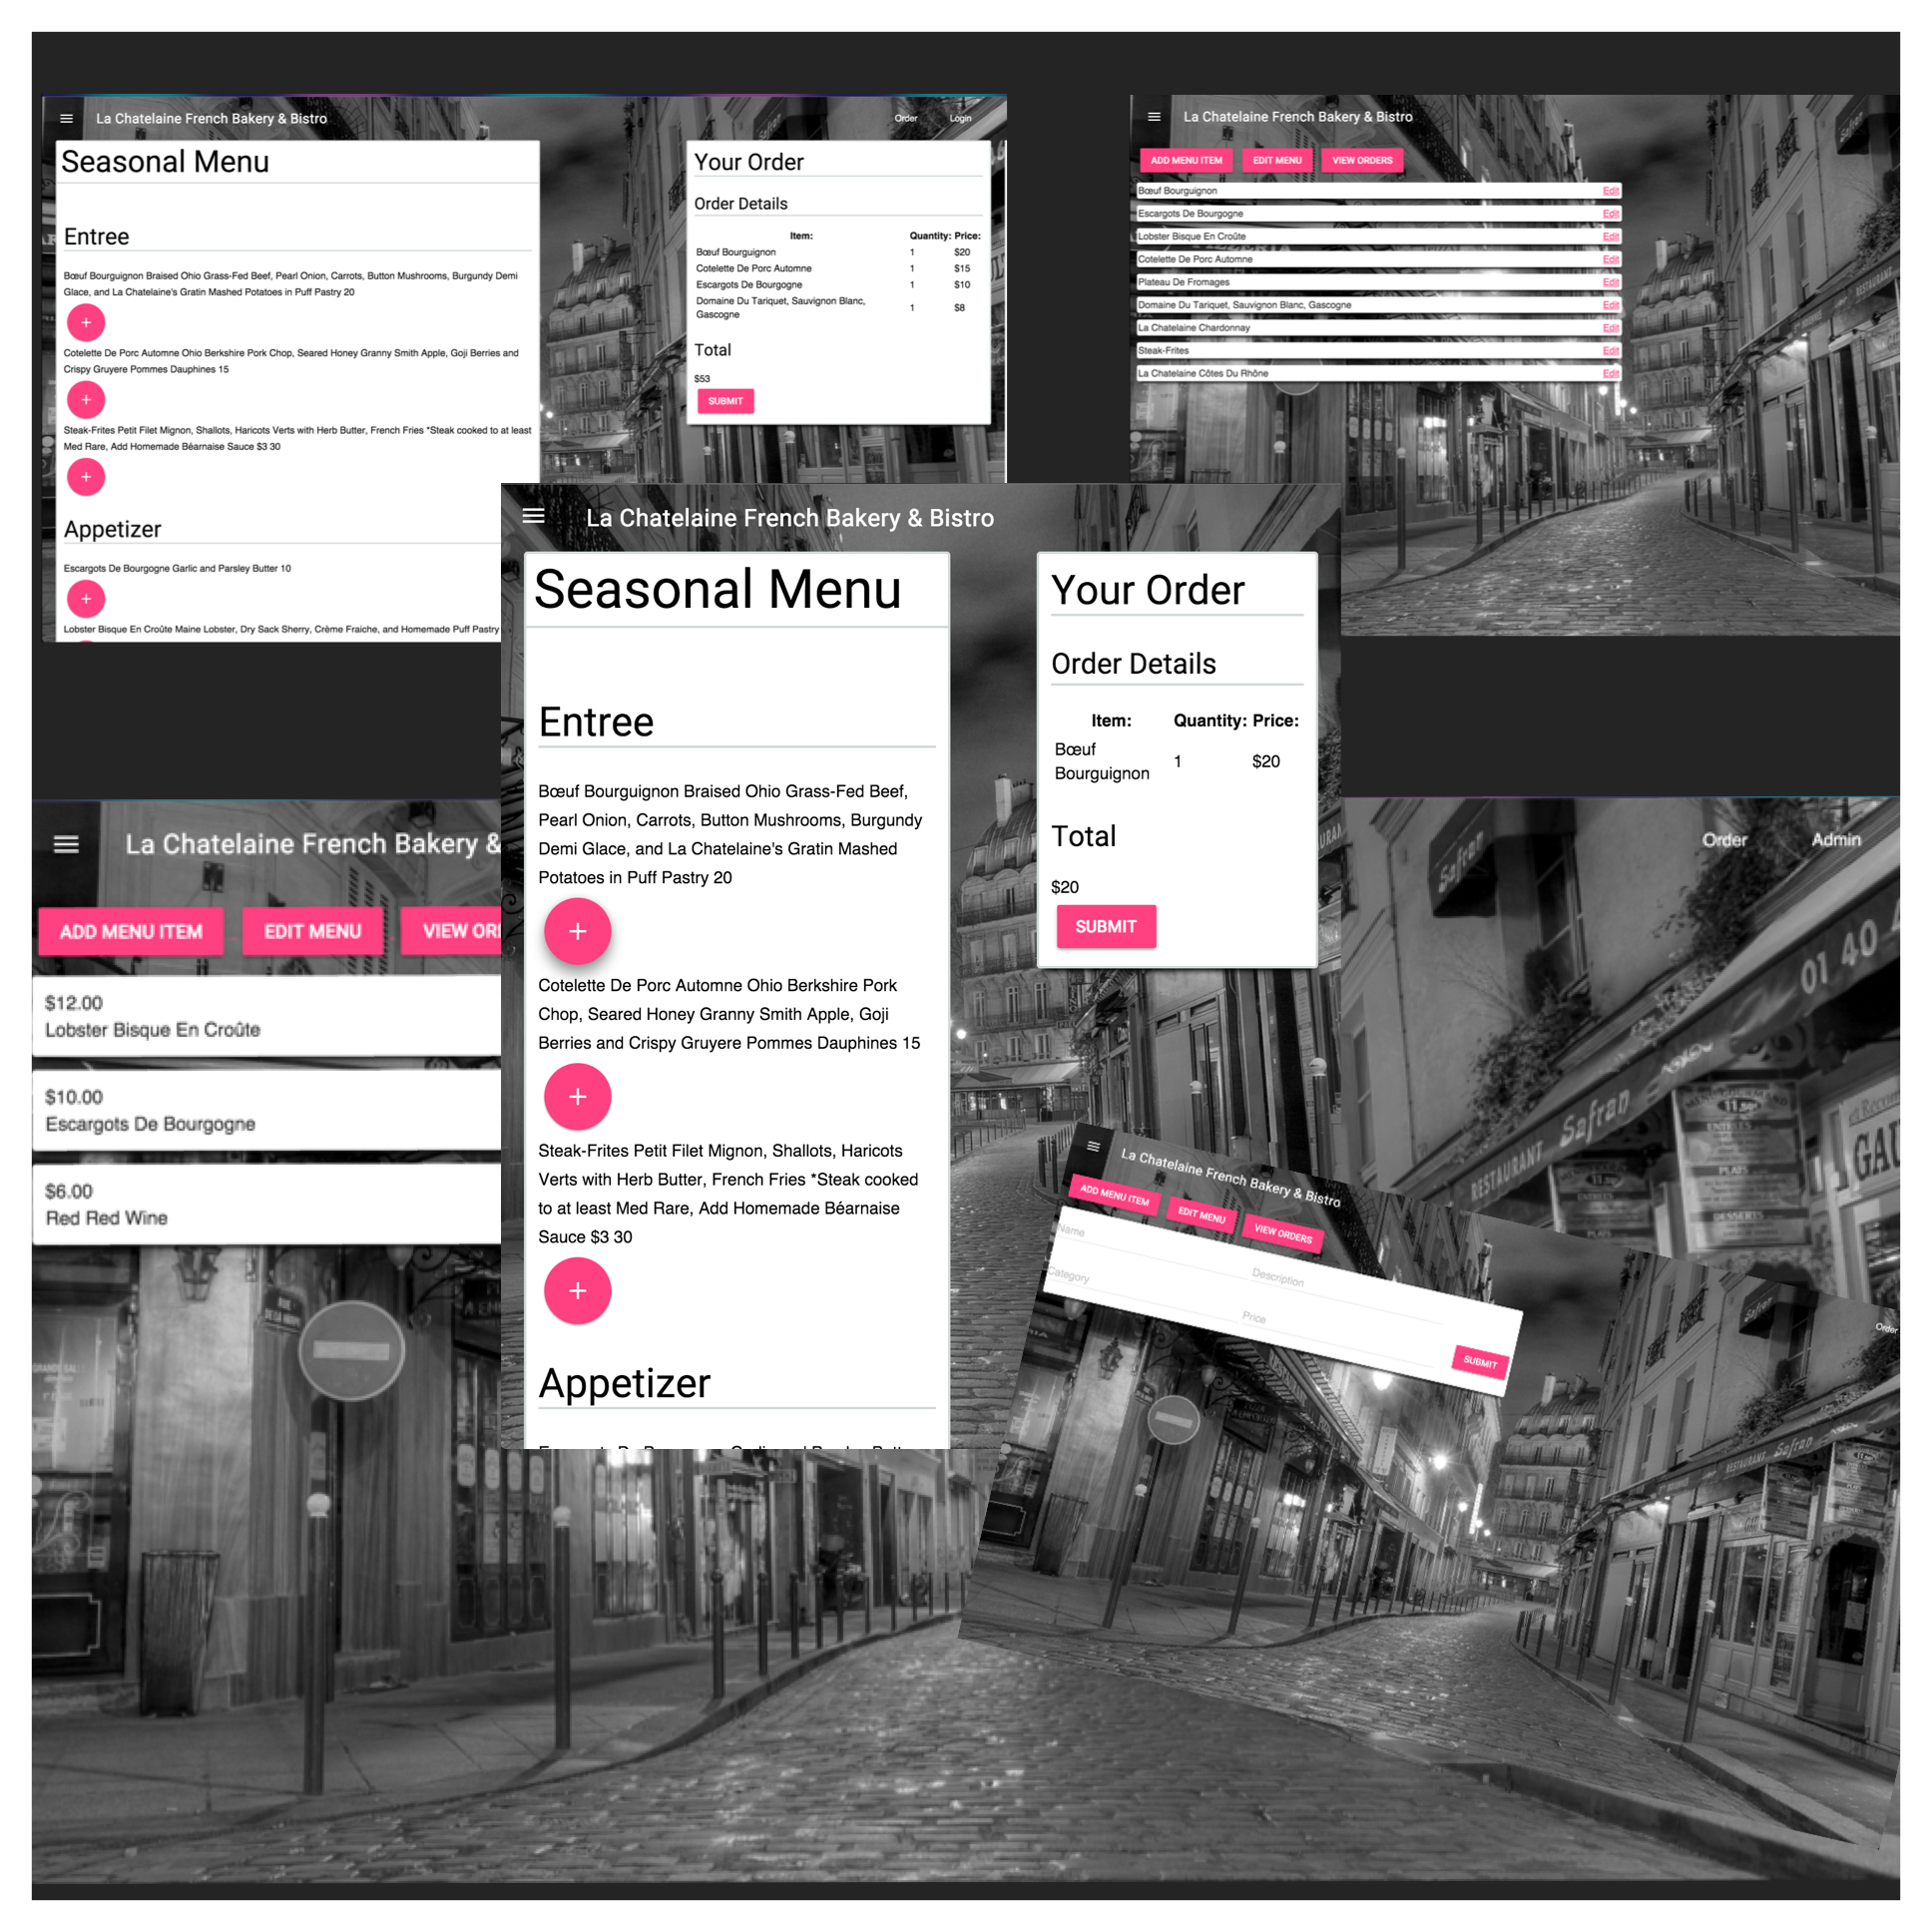 La Chatelaine French Bakery & Bistro
Order
Login
Seasonal Menu
Entree
Bœuf Bourguignon Braised Ohio Grass-Fed Beef, Pearl Onion, Carrots, Button Mushrooms, Burgundy Demi
Glace, and La Chatelaine's Gratin Mashed Potatoes in Puff Pastry 20
+
Cotelette De Porc Automne Ohio Berkshire Pork Chop, Seared Honey Granny Smith Apple, Goji Berries and
Crispy Gruyere Pommes Dauphines 15
+
Steak-Frites Petit Filet Mignon, Shallots, Haricots Verts with Herb Butter, French Fries *Steak cooked to at least
Med Rare, Add Homemade Béarnaise Sauce $3 30
+
Appetizer
Escargots De Bourgogne Garlic and Parsley Butter 10
+
Lobster Bisque En Croûte Maine Lobster, Dry Sack Sherry, Crème Fraiche, and Homemade Puff Pastry
Your Order
Order Details
Item: Quantity: Price:
Bœuf Bourguignon 1 $20
Cotelette De Porc Automne 1 $15
Escargots De Bourgogne 1 $10
Domaine Du Tariquet, Sauvignon Blanc,
Gascogne 1 $8
Total
$53
SUBMIT
La Chatelaine French Bakery & Bistro
ADD MENU ITEM EDIT MENU VIEW ORDERS
Bœuf Bourguignon Edit
Escargots De Bourgogne Edit
Lobster Bisque En Croûte Edit
Cotelette De Porc Automne Edit
Plateau De Fromages Edit
Domaine Du Tariquet, Sauvignon Blanc, Gascogne Edit
La Chatelaine Chardonnay Edit
Steak-Frites Edit
La Chatelaine Côtes Du Rhône Edit
La Chatelaine French Bakery & Bistro
Seasonal Menu
Entree
Bœuf Bourguignon Braised Ohio Grass-Fed Beef,
Pearl Onion, Carrots, Button Mushrooms, Burgundy
Demi Glace, and La Chatelaine's Gratin Mashed
Potatoes in Puff Pastry 20
+
Cotelette De Porc Automne Ohio Berkshire Pork
Chop, Seared Honey Granny Smith Apple, Goji
Berries and Crispy Gruyere Pommes Dauphines 15
+
Steak-Frites Petit Filet Mignon, Shallots, Haricots
Verts with Herb Butter, French Fries *Steak cooked
to at least Med Rare, Add Homemade Béarnaise
Sauce $3 30
+
Appetizer
Your Order
Order Details
Item: Quantity: Price:
Bœuf
Bourguignon 1 $20
Total
$20
SUBMIT
La Chatelaine French Bakery &
ADD MENU ITEM EDIT MENU VIEW OR
$12.00
Lobster Bisque En Croûte
$10.00
Escargots De Bourgogne
$6.00
Red Red Wine
Order
Admin
Safran
01 40
RESTAURANT Safran
ENTREES
PLATS
DESSERTS
La Chatelaine French Bakery & Bistro
ADD MENU ITEM EDIT MENU VIEW ORDERS
Name
Description
Category
Price
SUBMIT
Order
RESTAURANT Safran